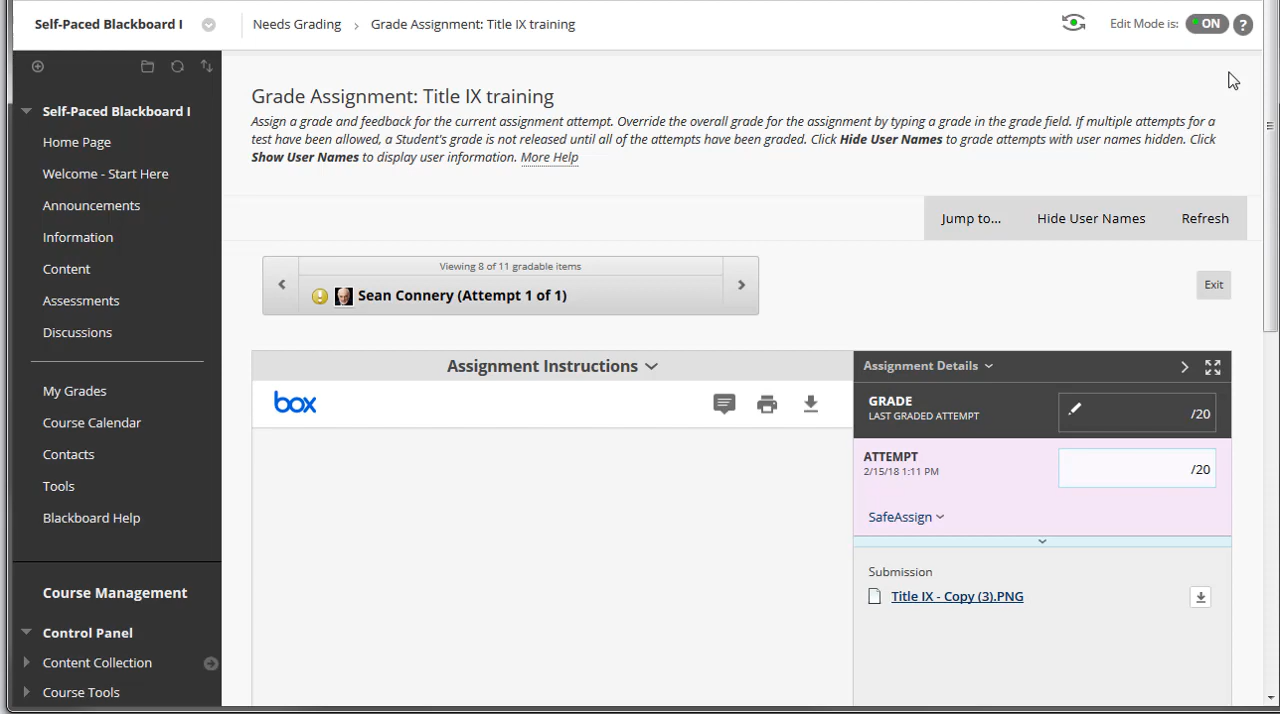 Self-Paced Blackboard I
Needs Grading
Grade Assignment: Title IX training
Edit Mode is:
ON
?
Self-Paced Blackboard I
Home Page
Welcome - Start Here
Announcements
Information
Content
Assessments
Discussions
My Grades
Course Calendar
Contacts
Tools
Blackboard Help
Course Management
Control Panel
Content Collection
Course Tools
Grade Assignment: Title IX training
Assign a grade and feedback for the current assignment attempt. Override the overall grade for the assignment by typing a grade in the grade field. If multiple attempts for a
test have been allowed, a Student's grade is not released until all of the attempts have been graded. Click Hide User Names to grade attempts with user names hidden. Click
Show User Names to display user information. More Help
Jump to...
Hide User Names
Refresh
Viewing 8 of 11 gradable items
Sean Connery (Attempt 1 of 1)
Exit
Assignment Instructions
box
Assignment Details
GRADE
LAST GRADED ATTEMPT
/20
ATTEMPT
2/15/18 1:11 PM
/20
SafeAssign
Submission
Title IX - Copy (3).PNG